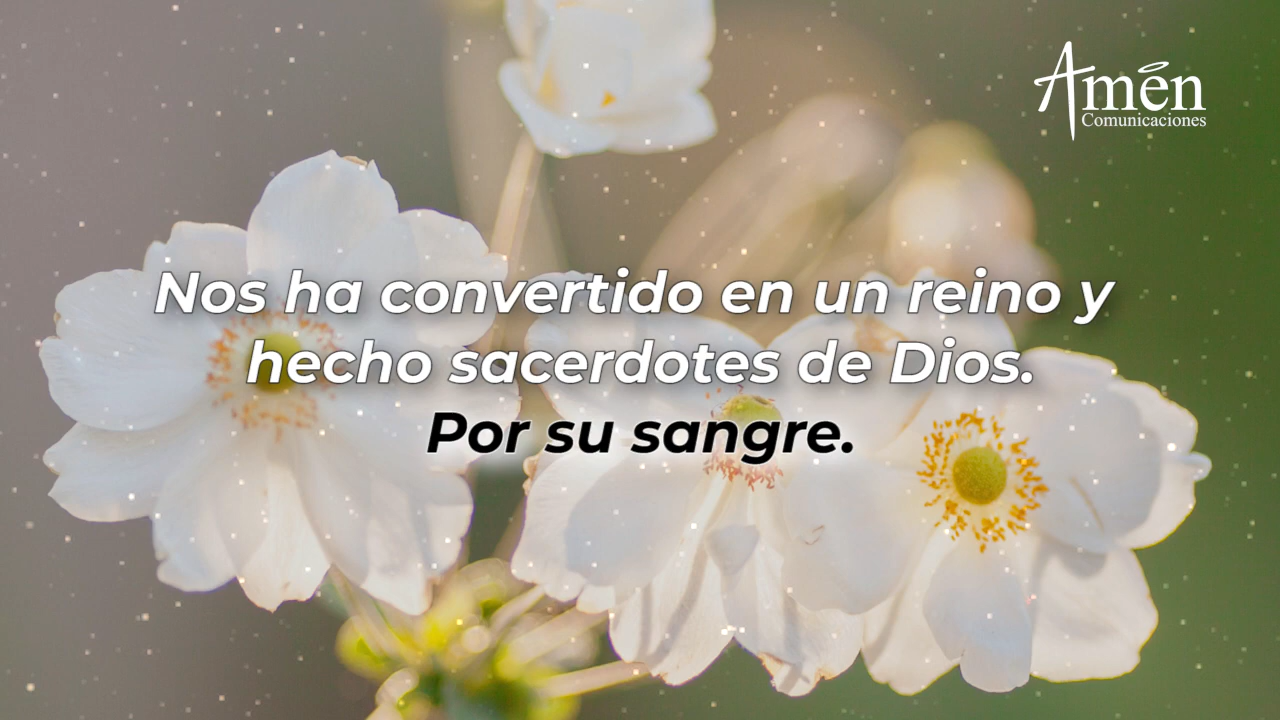 Amén
Comunicaciones
Nos ha convertido en un reino y
hecho sacerdotes de Dios.
Por su sangre.